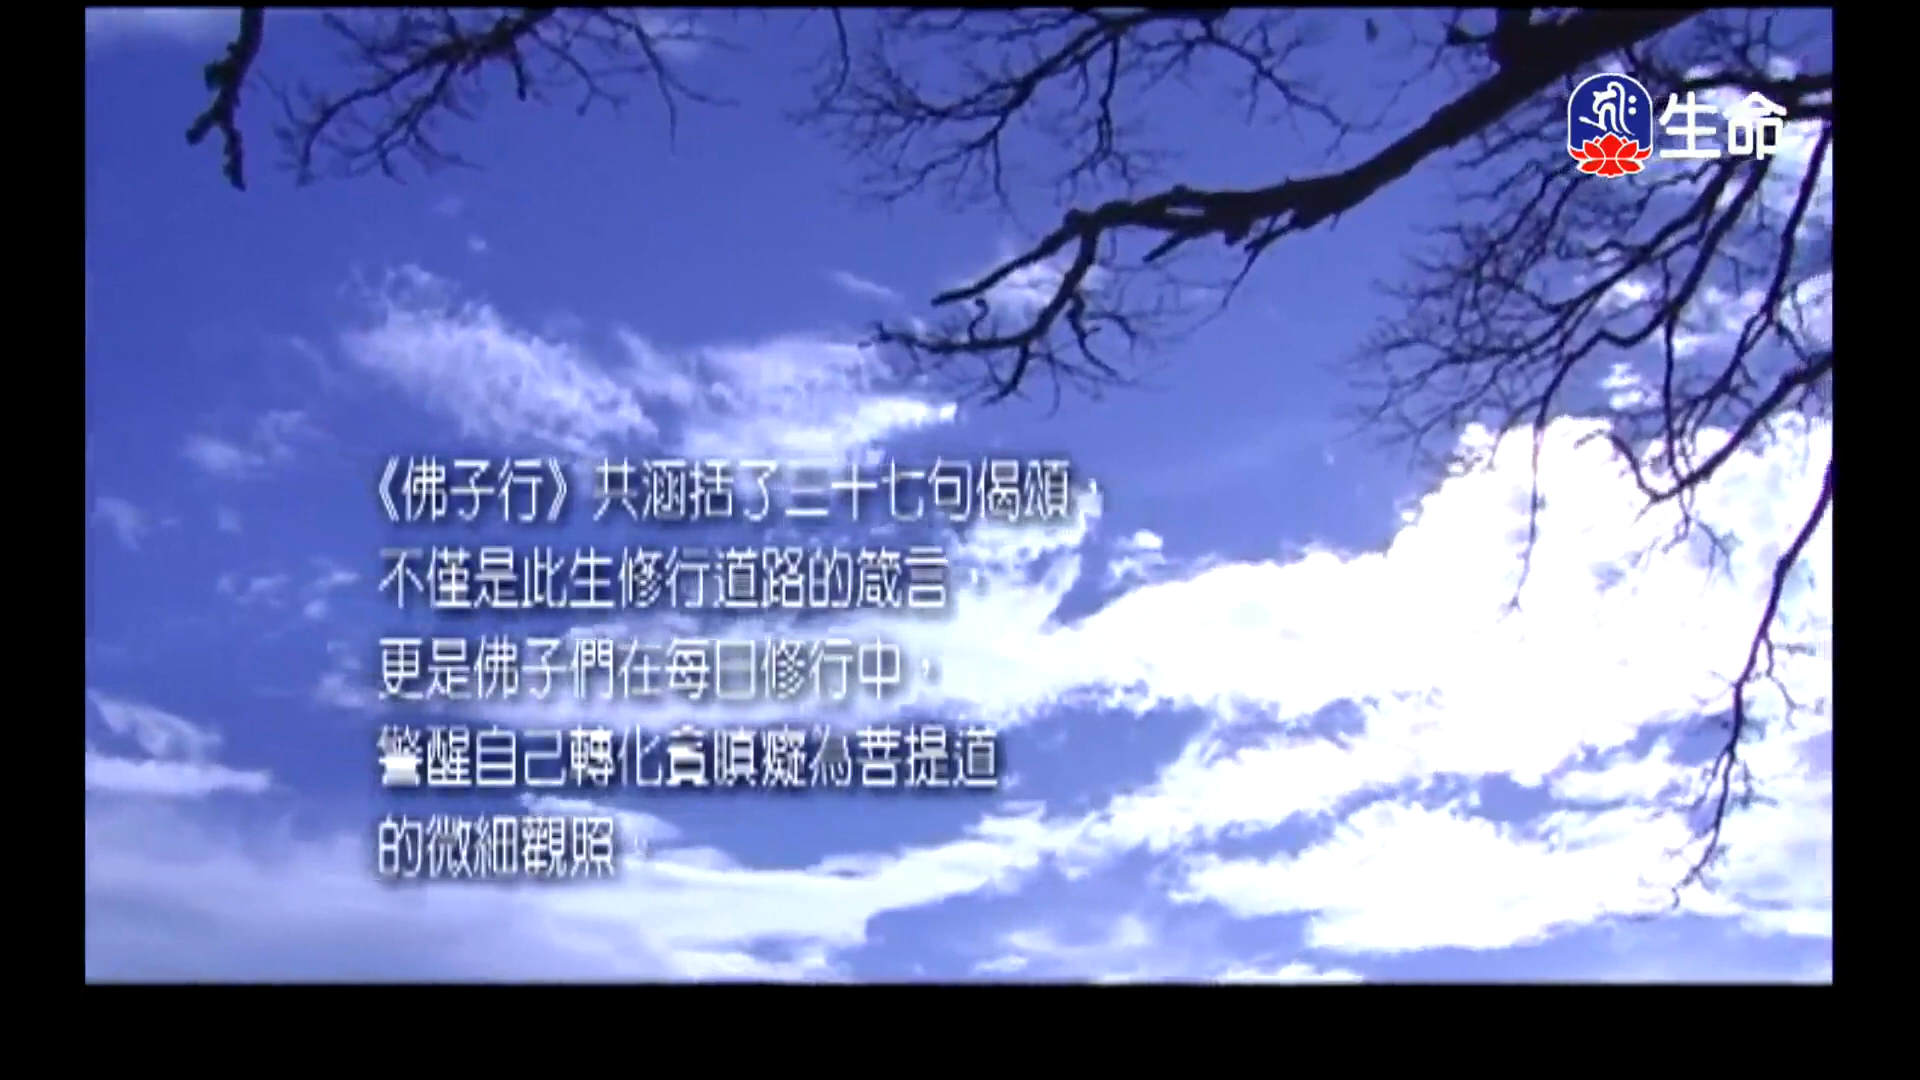 生命
《佛子行》共涵括了三十七句偈頌，
不僅是此生修行道路的箴言
更是佛子們在每日修行中，
警醒自己轉化貪瞋癡為菩提道
的微細觀照。